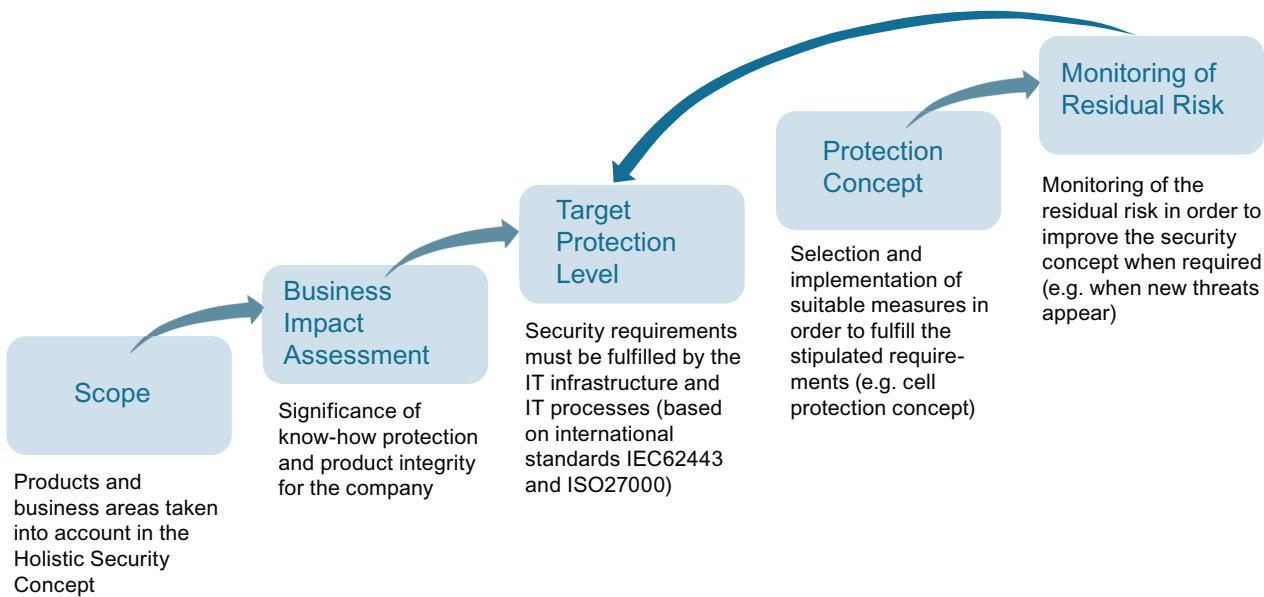 Scope
Products and
business areas taken
into account in the
Holistic Security
Concept
Business
Impact
Assessment
Significance of
know-how protection
and product integrity
for the company
Target
Protection
Level
Security requirements
must be fulfilled by the
IT infrastructure and
IT processes (based
on international
standards IEC62443
and ISO27000)
Protection
Concept
Selection and
implementation of
suitable measures in
order to fulfill the
stipulated require-
ments (e.g. cell
protection concept)
Monitoring of
Residual Risk
Monitoring of the
residual risk in order to
improve the security
concept when required
(e.g. when new threats
appear)